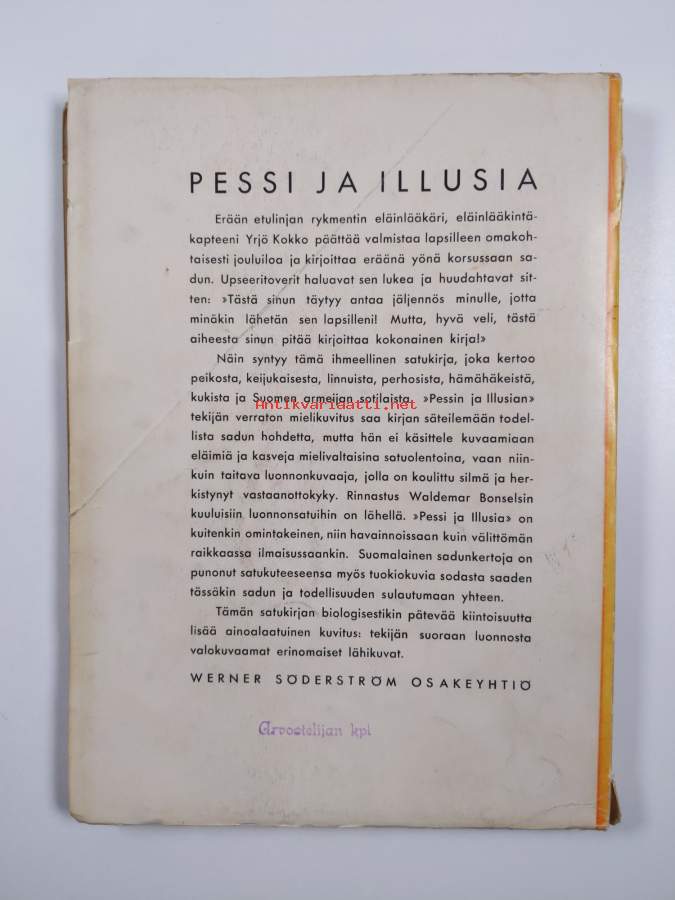 PESSI JA ILLUSIA
Erään etulinjan rykmentin eläinlääkäri, eläinlääkintä-
kapteeni Yrjö Kokko päättää valmistaa lapsilleen omakoh-
taisesti jouluiloa ja kirjoittaa eräänä yönä korsussaan sa-
dun. Upseeritoverit haluavat sen lukea ja huudahtavat sit-
ten: »Tästä sinun täytyy antaa jäljennös minulle, jotta
minäkin lähetän sen lapsilleni! Mutta, hyvä veli, tästä
aiheesta sinun pitää kirjoittaa kokonainen kirja!»
Näin syntyy tämä ihmeellinen satukirja, joka kertoo
peikosta, keijukaisesta, linnuista, perhosista, hämähäkeistä,
kukista ja Suomen armeijan sotilaista. »Pessin ja Illusian»
Antikvariaatti.net
tekijän verraton mielikuvitus saa kirjan säteilemään todel-
lista sadun hohdetta, mutta hän ei käsittele kuvaamiaan
eläimiä ja kasveja mielivaltaisina satuolentoina, vaan niin-
kuin taitava luonnonkuvaaja, jolla on koulittu silmä ja her-
kistynyt vastaanottokyky. Rinnastus Waldemar Bonselsin
kuuluisiin luonnonsatuihin on lähellä. »Pessi ja Illusia» on
kuitenkin omintakeinen, niin havainnoissaan kuin välittömän
raikkaassa ilmaisussaankin. Suomalainen sadunkertoja on
punonut satukuteeseensa myös tuokiokuvia sodasta saaden
tässäkin sadun ja todellisuuden sulautumaan yhteen.
Tämän satukirjan biologisestikin pätevää kiintoisuutta
lisää ainoalaatuinen kuvitus: tekijän suoraan luonnosta
valokuvaamat erinomaiset lähikuvat.
WERNER SÖDERSTRÖM OSAKEYHTIÖ
Arvostelijan kpl